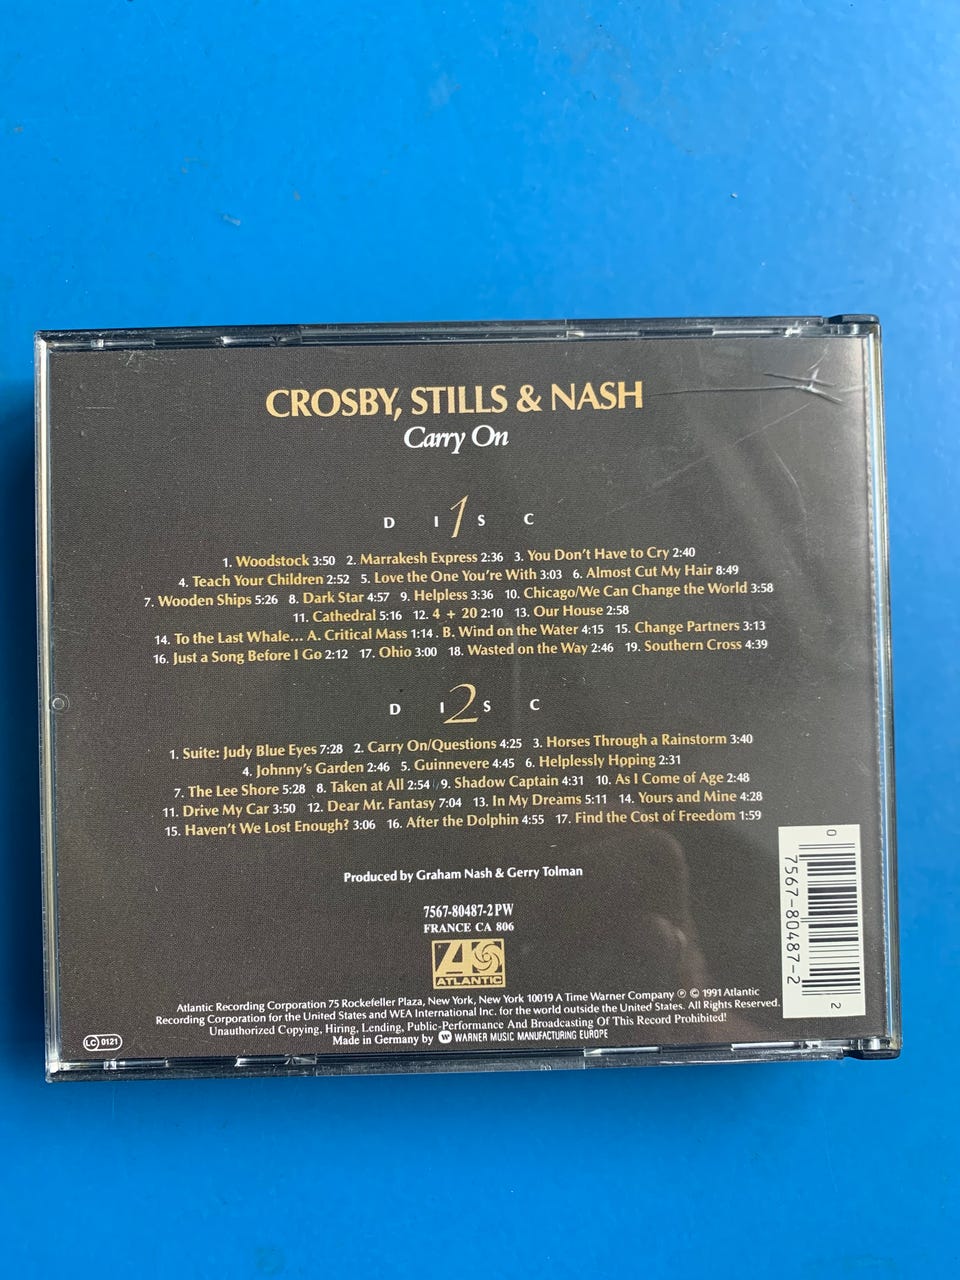 CROSBY, STILLS & NASH
Carry On
DISC 1
1. Woodstock 3:50 2. Marrakesh Express 2:36 3. You Don't Have to Cry 2:40
4. Teach Your Children 2:52 5. Love the One You're With 3:03 6. Almost Cut My Hair 8:49
7. Wooden Ships 5:26 8. Dark Star 4:57 9. Helpless 3:36 10. Chicago/We Can Change the World 3:58
11. Cathedral 5:16 12. 4 + 20 2:10 13. Our House 2:58
14. To the Last Whale... A. Critical Mass 1:14. B. Wind on the Water 4:15 15. Change Partners 3:13
16. Just a Song Before I Go 2:12 17. Ohio 3:00 18. Wasted on the Way 2:46 19. Southern Cross 4:39
DISC 2
1. Suite: Judy Blue Eyes 7:28 2. Carry On/Questions 4:25 3. Horses Through a Rainstorm 3:40
4. Johnny's Garden 2:46 5. Guinnevere 4:45 6. Helplessly Hoping 2:31
7. The Lee Shore 5:28 8. Taken at All 2:54 9. Shadow Captain 4:31 10. As I Come of Age 2:48
11. Drive My Car 3:50 12. Dear Mr. Fantasy 7:04 13. In My Dreams 5:11 14. Yours and Mine 4:28
15. Haven't We Lost Enough? 3:06 16. After the Dolphin 4:55 17. Find the Cost of Freedom 1:59
Produced by Graham Nash & Gerry Tolman
7567-80487-2 PW
FRANCE CA 806
ATLANTIC
Atlantic Recording Corporation 75 Rockefeller Plaza, New York, New York 10019 A Time Warner Company ℗ © 1991 Atlantic
Recording Corporation for the United States and WEA International Inc. for the world outside the United States. All Rights Reserved.
Unauthorized Copying, Hiring, Lending, Public-Performance And Broadcasting Of This Record Prohibited!
Made in Germany by WARNER MUSIC MANUFACTURING EUROPE
LC 0121
0
7567-80487-2
2